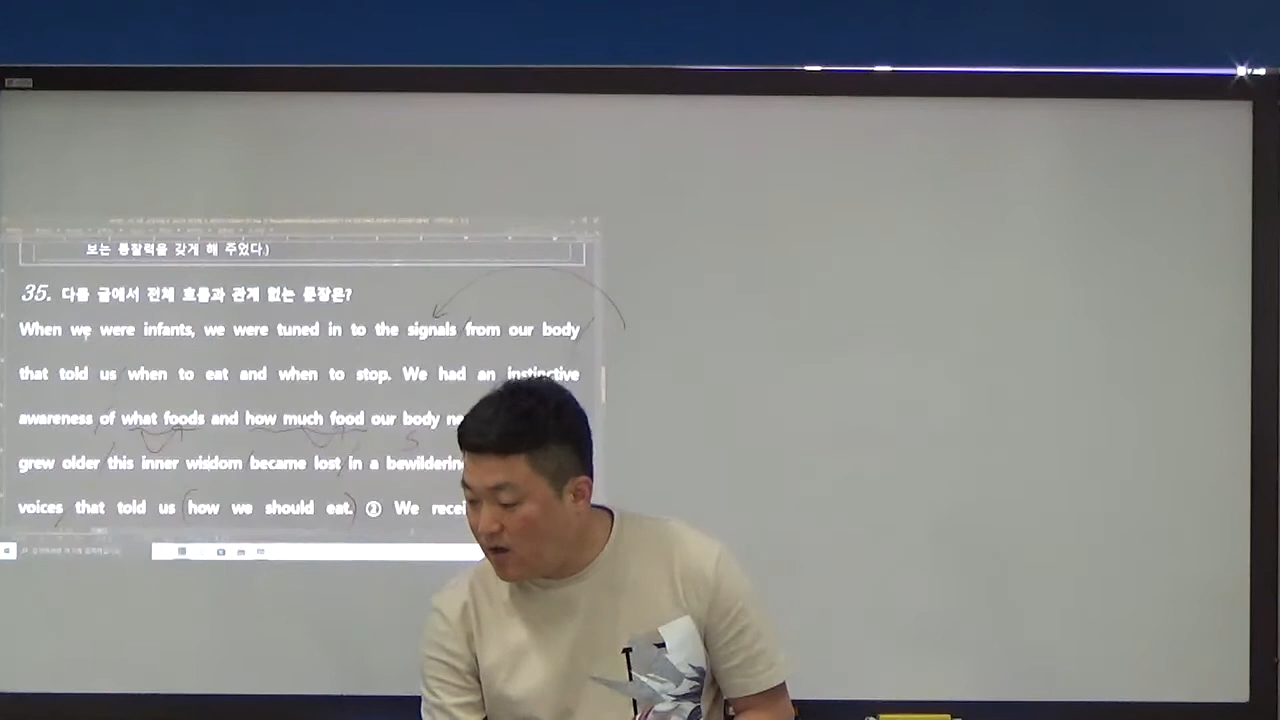 보는 통찰력을 갖게 해 주었다.)
35. 다음 글에서 전체 흐름과 관계 없는 문장은?
When we were infants, we were tuned in to the signals from our body
that told us when to eat and when to stop. We had an instinctive
awareness of what foods and how much food our body
grew older this inner wisdom became lost in a
voices that told us (how we should eat.) ② We
S